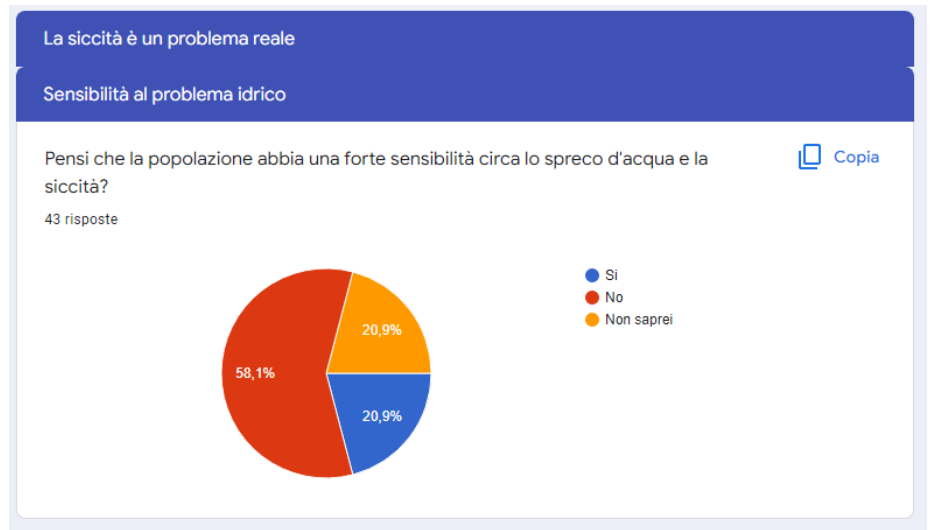 La siccità è un problema reale
Sensibilità al problema idrico
Pensi che la popolazione abbia una forte sensibilità circa lo spreco d'acqua e la
siccità?
Copia
43 risposte
Si
No
Non saprei
20,9%
58,1%
20,9%